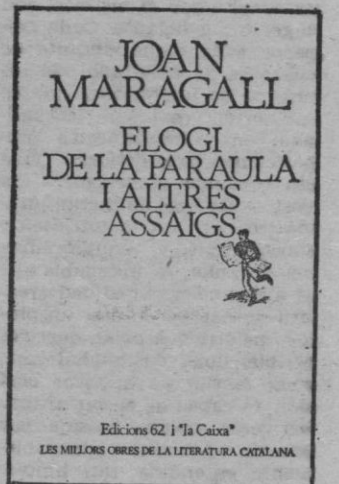 JOAN
MARAGALL
ELOGI
DE LA PARAULA
I ALTRES
ASSAIGS
Edicions 62 i "la Caixa"
LES MILLORS OBRES DE LA LITERATURA CATALANA